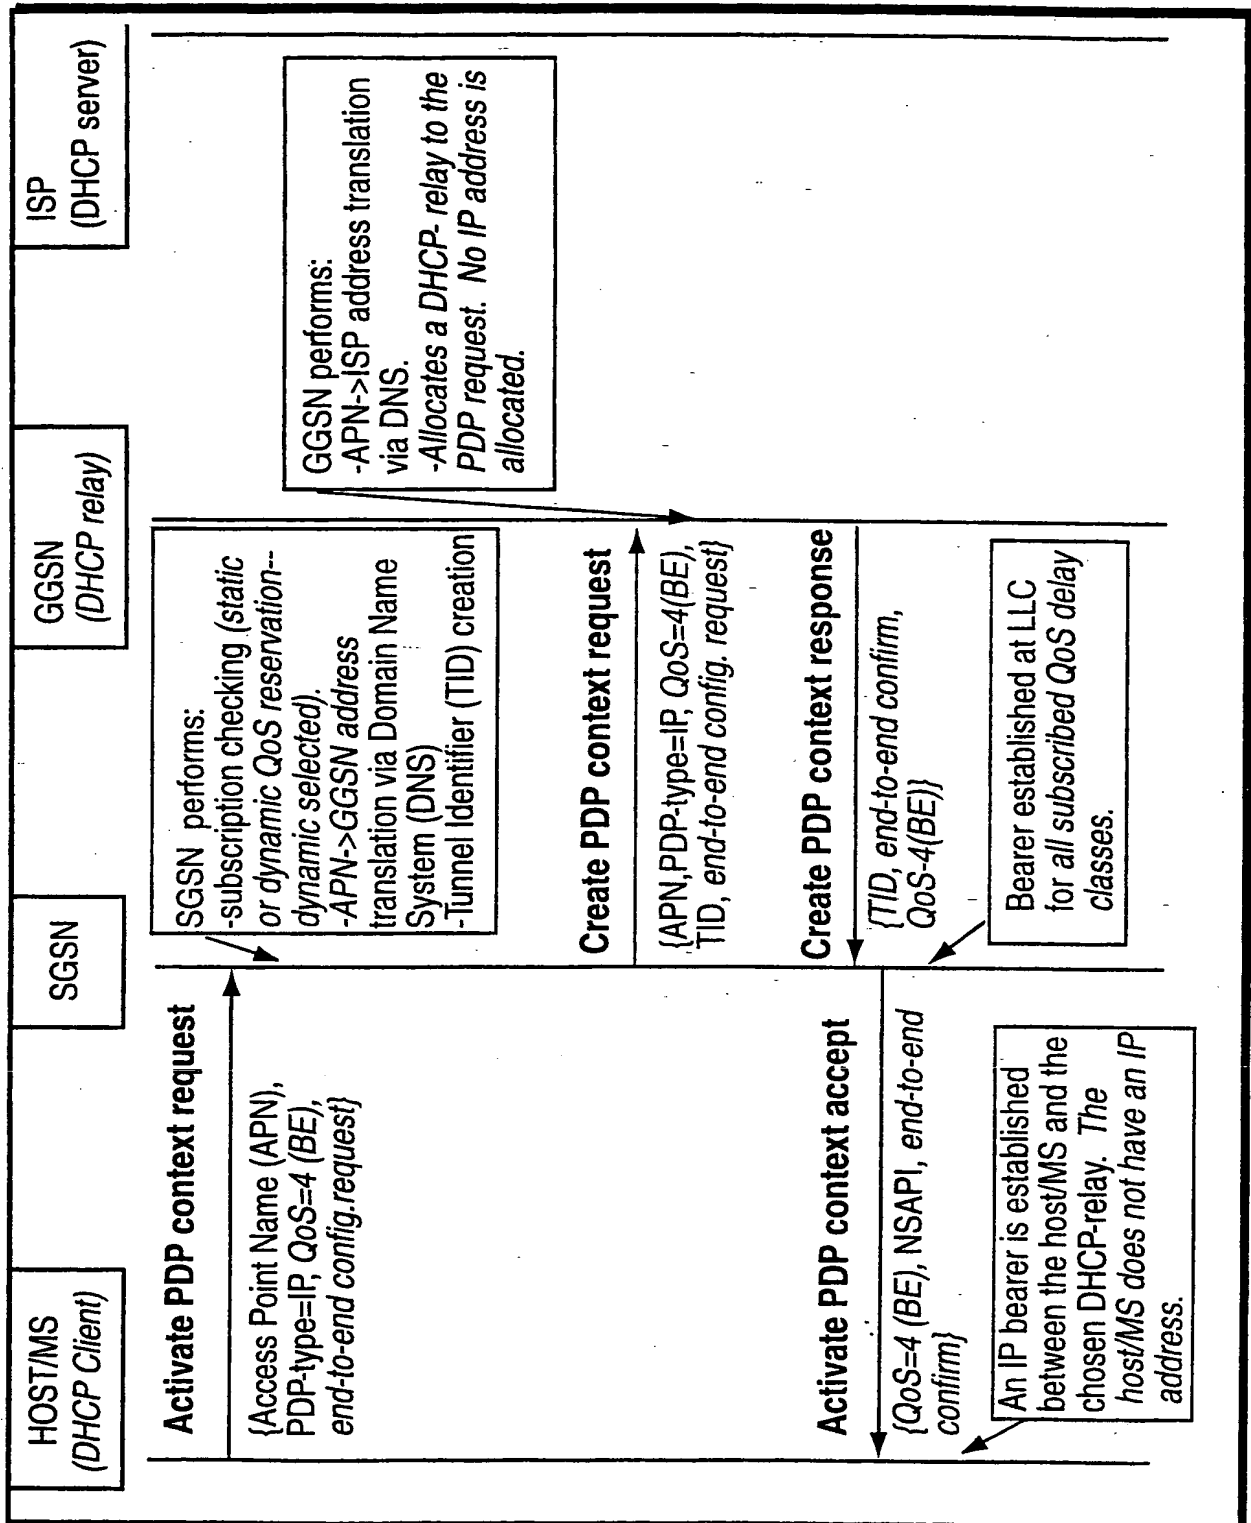 HOST/MS
(DHCP Client)
SGSN
GGSN
(DHCP relay)
ISP
(DHCP server)
Activate PDP context request
{Access Point Name (APN),
PDP-type=IP, QoS=4 (BE),
end-to-end config.request}
SGSN performs:
-subscription checking (static
or dynamic QoS reservation--
dynamic selected).
-APN->GGSN address
translation via Domain Name
System (DNS)
-Tunnel Identifier (TID) creation
Create PDP context request
{APN,PDP-type=IP, QoS=4(BE),
TID, end-to-end config. request}
GGSN performs:
-APN->ISP address translation
via DNS.
-Allocates a DHCP- relay to the
PDP request. No IP address is
allocated.
Create PDP context response
{TID, end-to-end confirm,
QoS-4(BE)}
Bearer established at LLC
for all subscribed QoS delay
classes.
Activate PDP context accept
{QoS=4 (BE), NSAPI, end-to-end
confirm}
An IP bearer is established
between the host/MS and the
chosen DHCP-relay. The
host/MS does not have an IP
address.